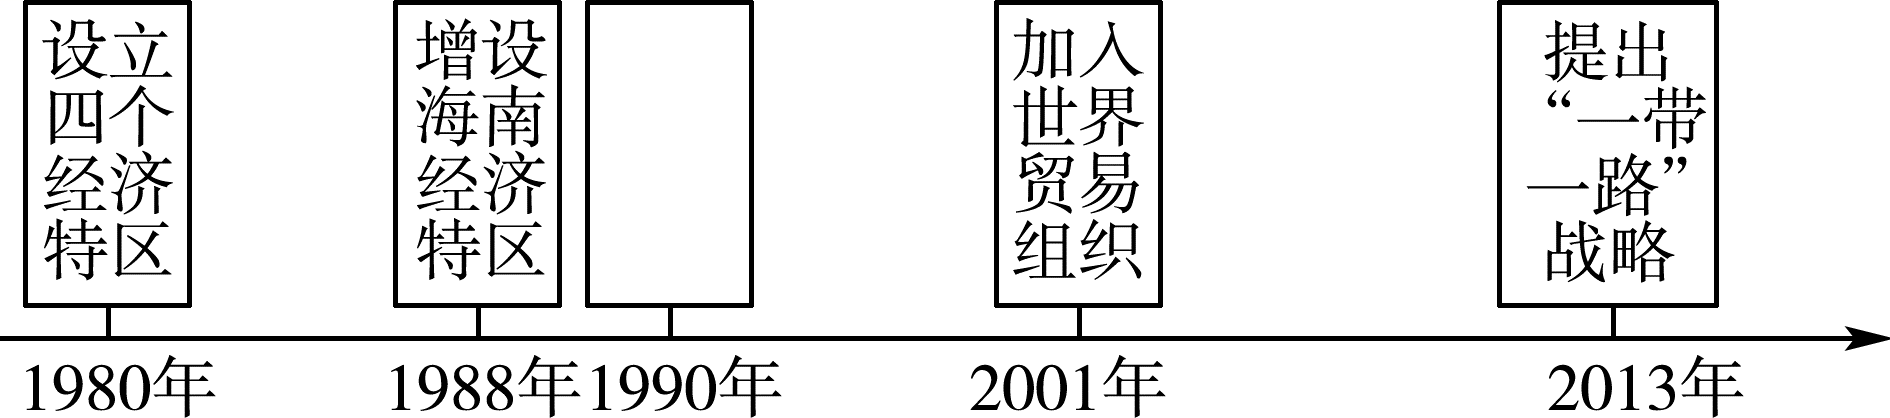 设立
四个
经济
特区
增设
海南
经济
特区
加入
世界
贸易
组织
提出
“一带
一路”
战略
1980年
1988年
1990年
2001年
2013年